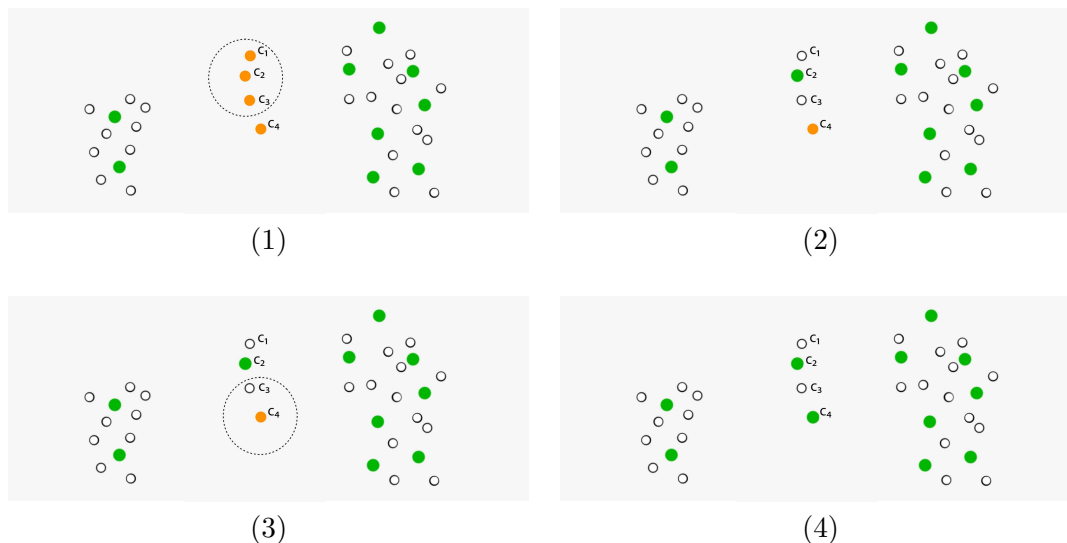 C₁
C₂
C₃
C₄
(1)
C₁
C₂
C₃
C₄
(2)
C₁
C₂
C₃
C₄
(3)
C₁
C₂
C₃
C₄
(4)